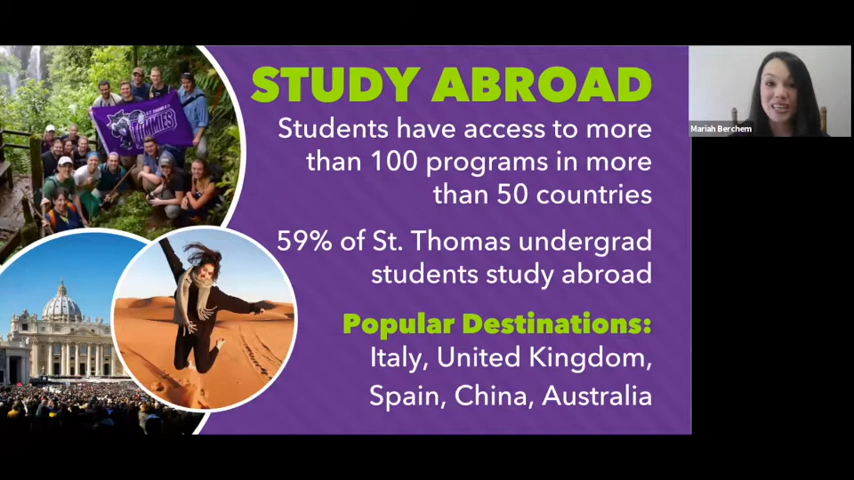 STUDY ABROAD
Students have access to more
than 100 programs in more
than 50 countries
59% of St. Thomas undergrad
students study abroad
Popular Destinations:
Italy, United Kingdom,
Spain, China, Australia
TOMMIES
Mariah Berchem